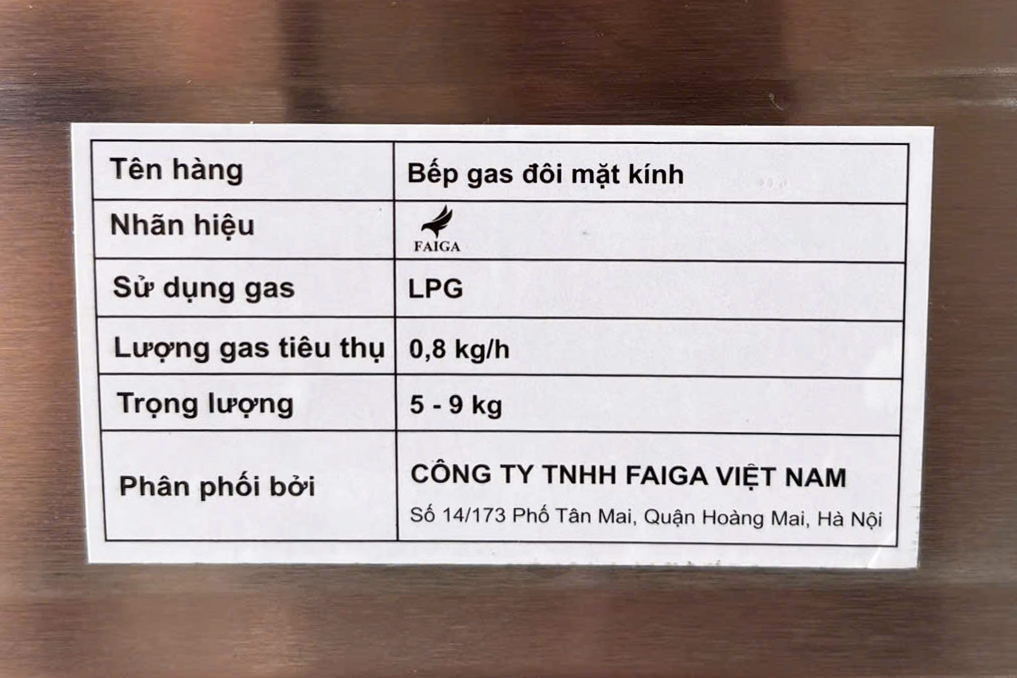 Tên hàng
Bếp gas đôi mặt kính
Nhãn hiệu
FAIGA
Sử dụng gas
LPG
Lượng gas tiêu thụ
0,8 kg/h
Trọng lượng
5 - 9 kg
Phân phối bởi
CÔNG TY TNHH FAIGA VIỆT NAM
Số 14/173 Phố Tân Mai, Quận Hoàng Mai, Hà Nội